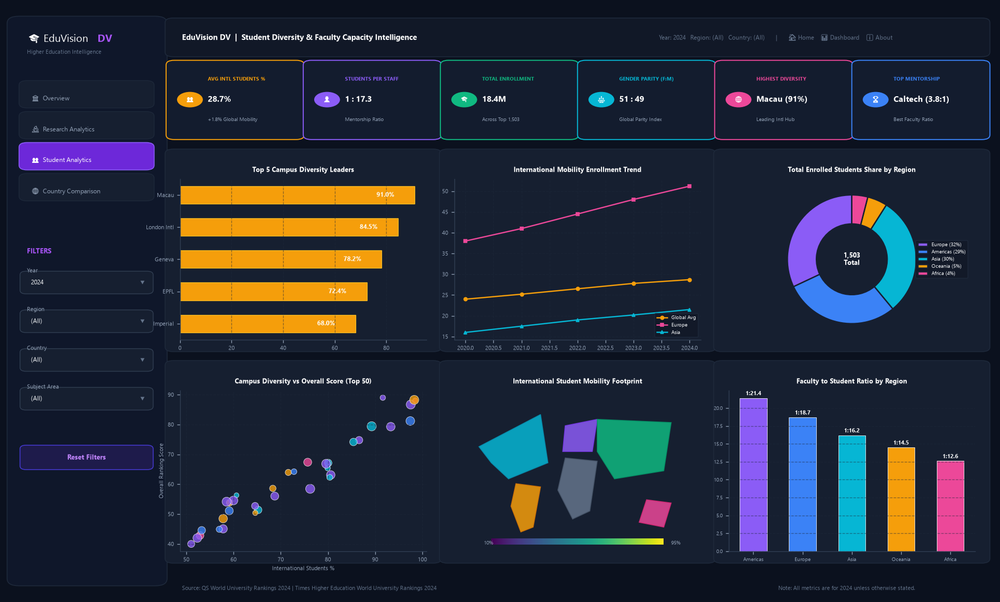 EduVision DV
Higher Education Intelligence
Overview
Research Analytics
Student Analytics
Country Comparison
FILTERS
Year
2024
Region
(All)
Country
(All)
Subject Area
(All)
Reset Filters
EduVision DV | Student Diversity & Faculty Capacity Intelligence
Year: 2024 Region: (All) Country: (All) | Home Dashboard About
AVG INTL STUDENTS %
28.7%
+1.8% Global Mobility
STUDENTS PER STAFF
1 : 17.3
Mentorship Ratio
TOTAL ENROLLMENT
18.4M
Across Top 1,503
GENDER PARITY (F:M)
51 : 49
Global Parity Index
HIGHEST DIVERSITY
Macau (91%)
Leading Intl Hub
TOP MENTORSHIP
Caltech (3.8:1)
Best Faculty Ratio
Top 5 Campus Diversity Leaders
Macau 91.0%
London Intl 84.5%
Geneva 78.2%
EPFL 72.4%
Imperial 68.0%
0 20 40 60 80
International Mobility Enrollment Trend
50
45
40
35
30
25
20
15
Global Avg
Europe
Asia
2020.0 2020.5 2021.0 2021.5 2022.0 2022.5 2023.0 2023.5 2024.0
Total Enrolled Students Share by Region
1,503
Total
Europe (32%)
Americas (29%)
Asia (30%)
Oceania (5%)
Africa (4%)
Campus Diversity vs Overall Score (Top 50)
Overall Ranking Score
90
80
70
60
50
40
50 60 70 80 90 100
International Students %
International Student Mobility Footprint
10% 95%
Faculty to Student Ratio by Region
1:21.4
1:18.7
1:16.2
1:14.5
1:12.6
20.0
17.5
15.0
12.5
10.0
7.5
5.0
2.5
0.0
Americas Europe Asia Oceania Africa
Source: QS World University Rankings 2024 | Times Higher Education World University Rankings 2024
Note: All metrics are for 2024 unless otherwise stated.